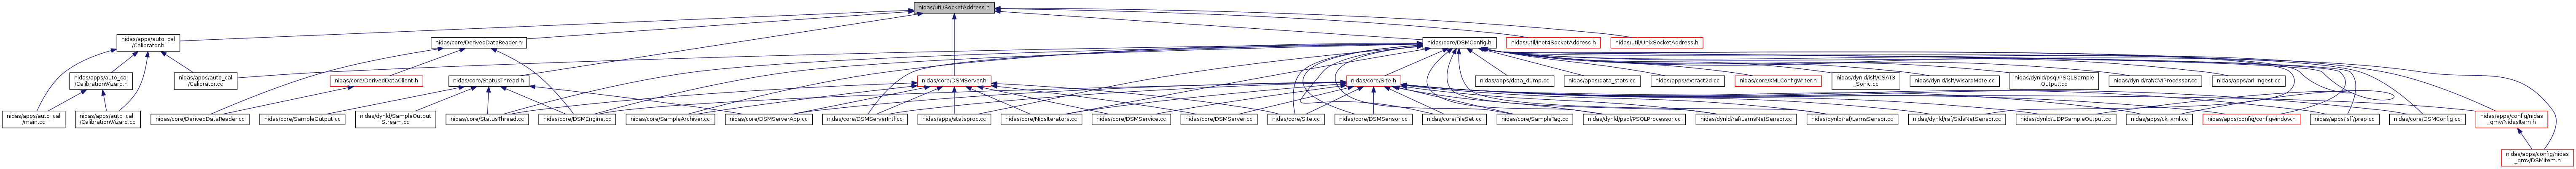 nidas/util/SocketAddress.h
nidas/apps/auto_cal
/Calibrator.h
nidas/core/DerivedDataReader.h
nidas/core/DSMConfig.h
nidas/util/Inet4SocketAddress.h
nidas/util/UnixSocketAddress.h
nidas/apps/auto_cal
/CalibrationWizard.h
nidas/apps/auto_cal
/Calibrator.cc
nidas/core/DerivedDataClient.h
nidas/core/StatusThread.h
nidas/core/DSMServer.h
nidas/core/Site.h
nidas/apps/data_dump.cc
nidas/apps/data_stats.cc
nidas/apps/extract2d.cc
nidas/core/XMLConfigWriter.h
nidas/dynld/isff/CSAT3
_Sonic.cc
nidas/dynld/isff/WisardMote.cc
nidas/dynld/psql/PSQLSample
Output.cc
nidas/dynld/raf/CVIProcessor.cc
nidas/apps/arl-ingest.cc
nidas/apps/auto_cal
/main.cc
nidas/apps/auto_cal
/CalibrationWizard.cc
nidas/core/DerivedDataReader.cc
nidas/core/SampleOutput.cc
nidas/dynld/SampleOutput
Stream.cc
nidas/core/StatusThread.cc
nidas/core/DSMEngine.cc
nidas/core/SampleArchiver.cc
nidas/core/DSMServerApp.cc
nidas/core/DSMServerIntf.cc
nidas/apps/statsproc.cc
nidas/core/NidsIterators.cc
nidas/core/DSMService.cc
nidas/core/DSMServer.cc
nidas/core/Site.cc
nidas/core/DSMSensor.cc
nidas/core/FileSet.cc
nidas/core/SampleTag.cc
nidas/dynld/psql/PSQLProcessor.cc
nidas/dynld/raf/LamsNetSensor.cc
nidas/dynld/raf/LamsSensor.cc
nidas/dynld/raf/SidsNetSensor.cc
nidas/dynld/UDPSampleOutput.cc
nidas/apps/ck_xml.cc
nidas/apps/config/configwindow.h
nidas/apps/isff/prep.cc
nidas/core/DSMConfig.cc
nidas/apps/config/nidas
_qmv/NidasItem.h
nidas/apps/config/nidas
_qmv/DSMItem.h